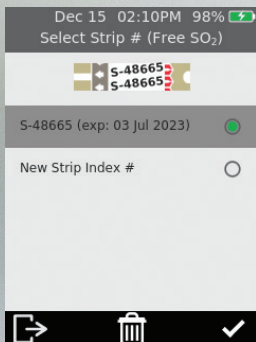 Dec 15 02:10PM 98%
Select Strip # (Free SO₂)
S-48665
S-48665
S-48665 (exp: 03 Jul 2023)
New Strip Index #